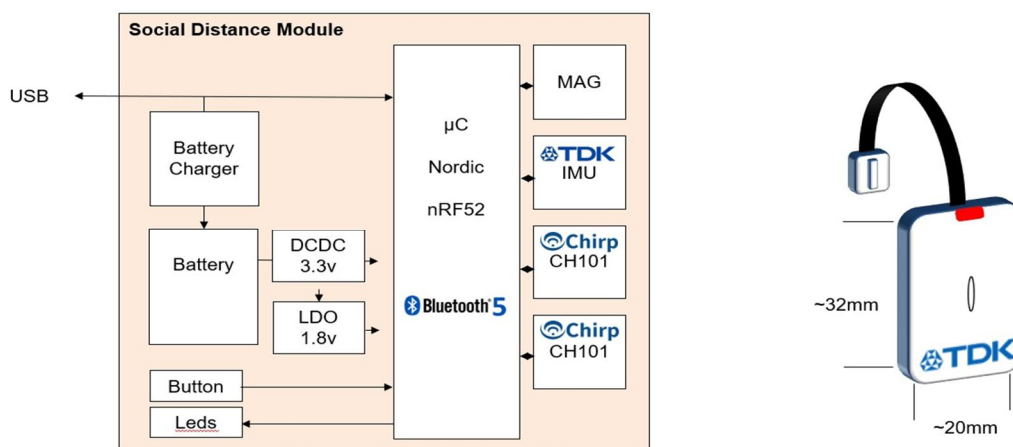 Social Distance Module
USB
Battery
Charger
Battery
DCDC
3.3v
LDO
1.8v
Button
Leds
µC
Nordic
nRF52
Bluetooth® 5
MAG
TDK
IMU
Chirp
CH101
Chirp
CH101
~32mm
TDK
~20mm